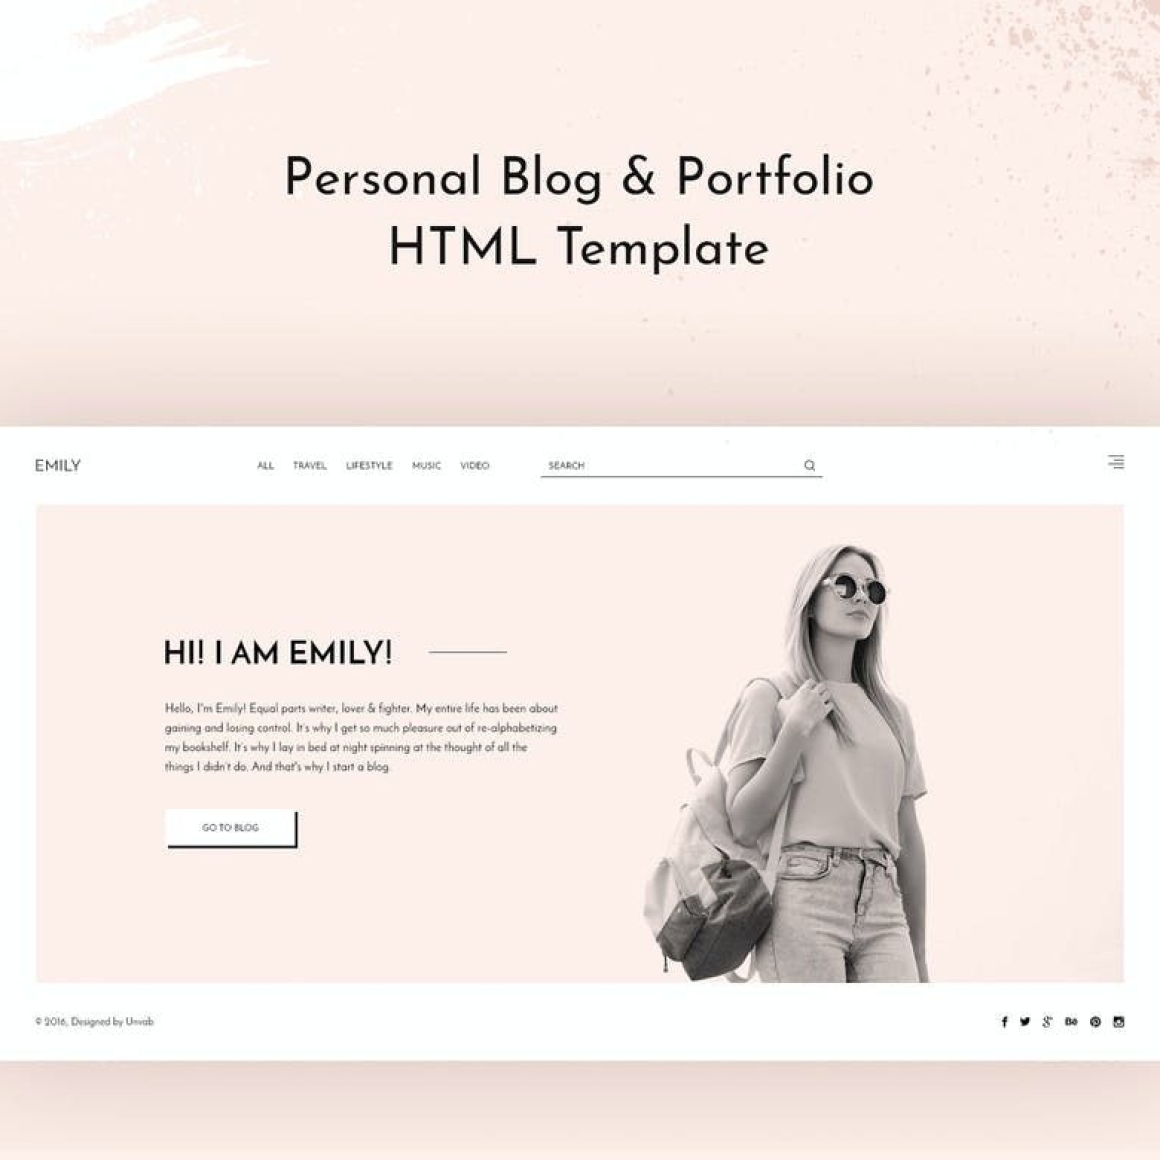 Personal Blog & Portfolio
HTML Template
EMILY
ALL TRAVEL LIFESTYLE MUSIC VIDEO
SEARCH
HI! I AM EMILY!
Hello, I'm Emily! Equal parts writer, lover & fighter. My entire life has been about
gaining and losing control. It's why I get so much pleasure out of re-alphabetizing
my bookshelf. It's why I lay in bed at night spinning at the thought of all the
things I didn't do. And that's why I start a blog.
GO TO BLOG
© 2016, Designed by Unvab